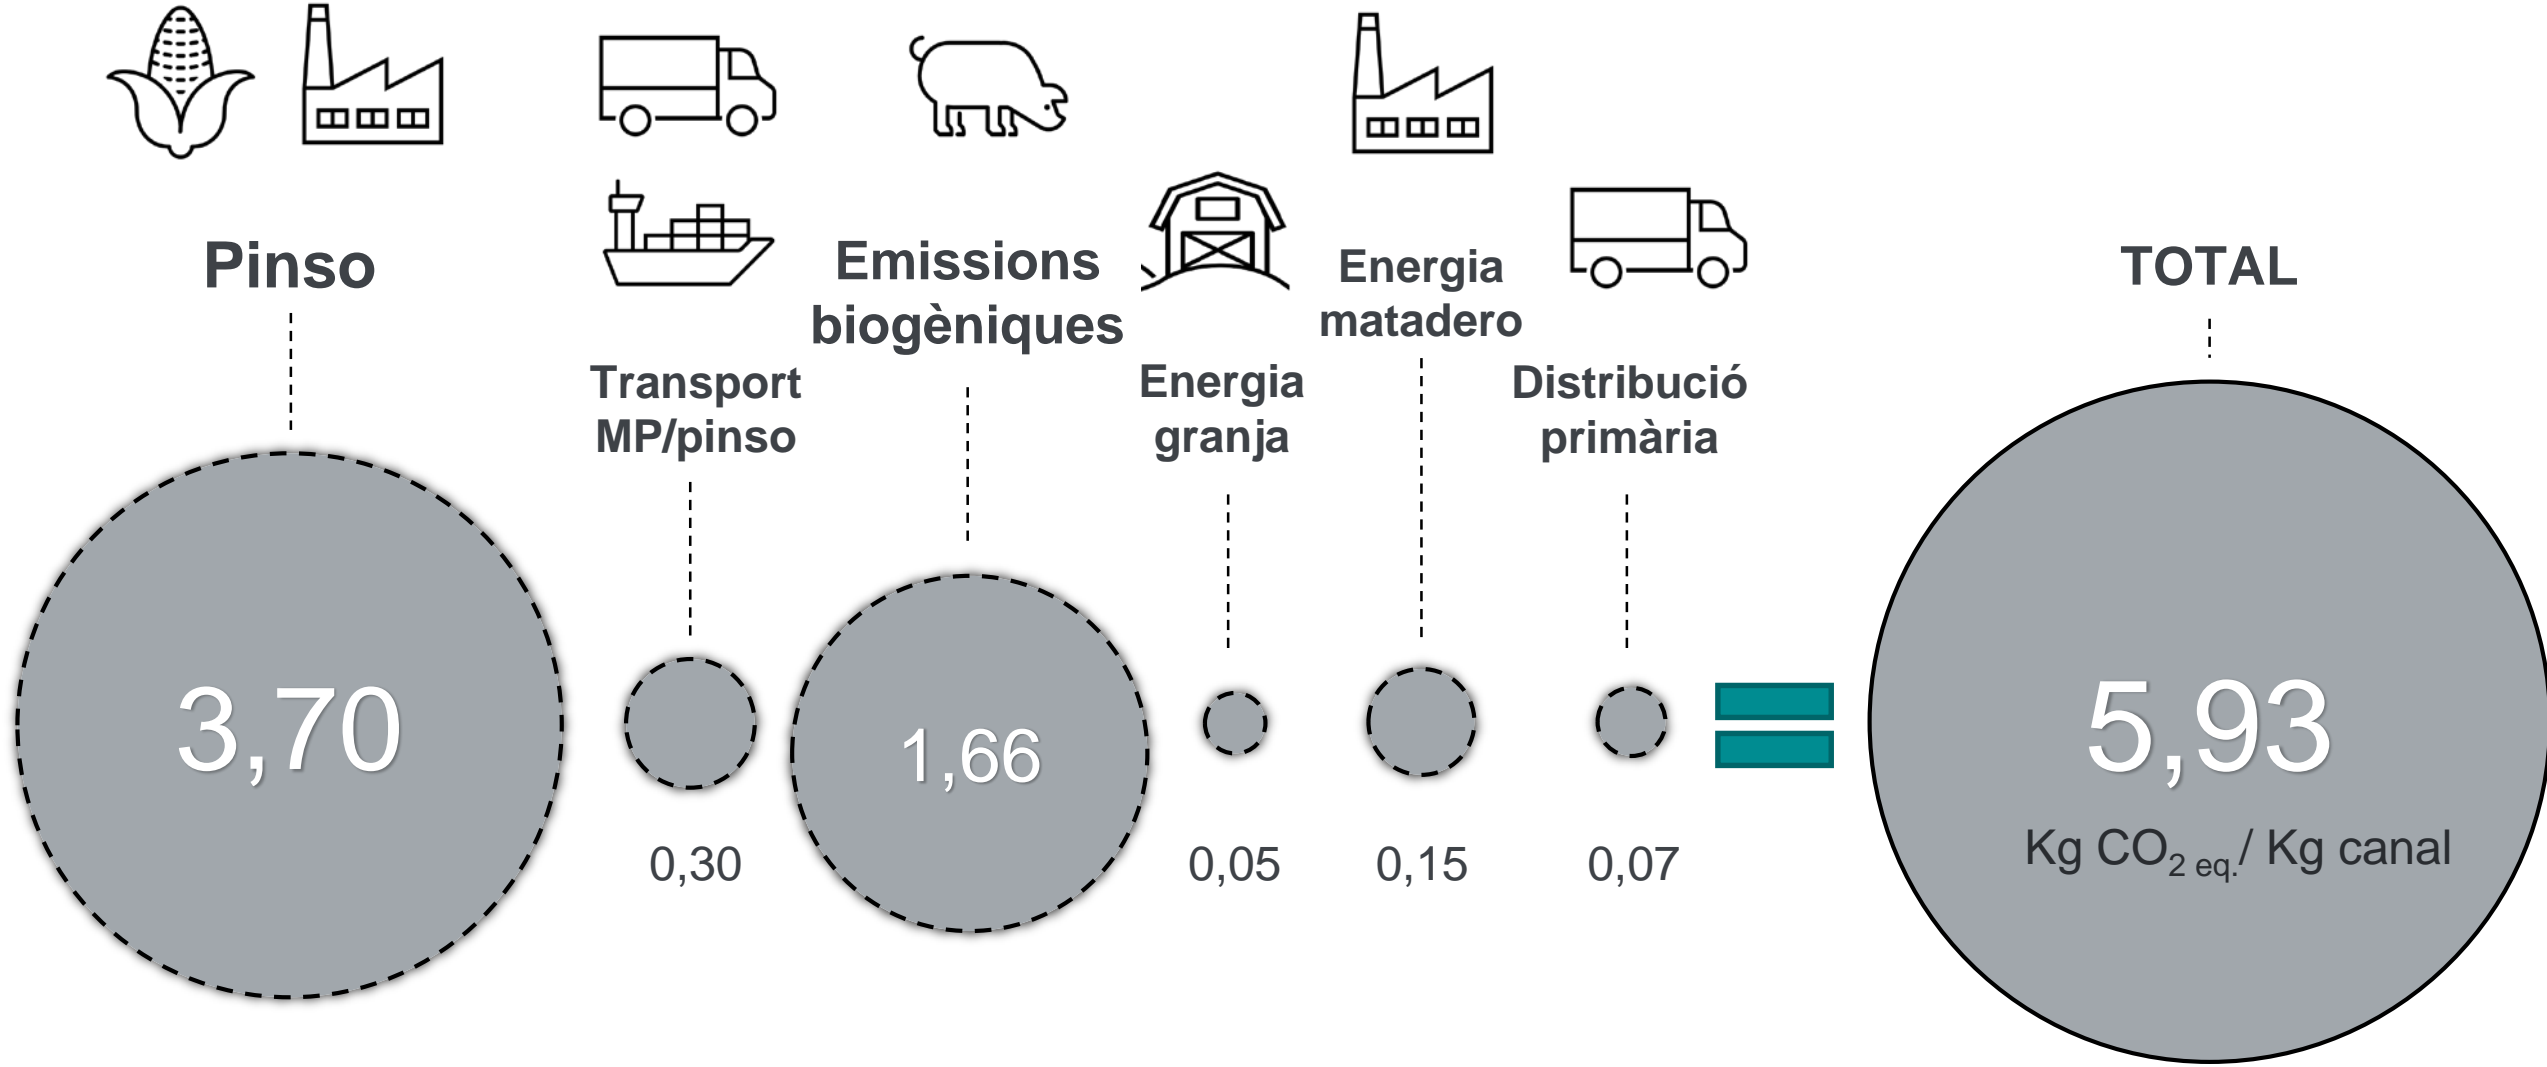 Pinso
3,70
Transport
MP/pinso
0,30
Emissions
biogèniques
1,66
Energia
granja
0,05
Energia
matadero
0,15
Distribució
primària
0,07
TOTAL
5,93
Kg CO2 eq./ Kg canal